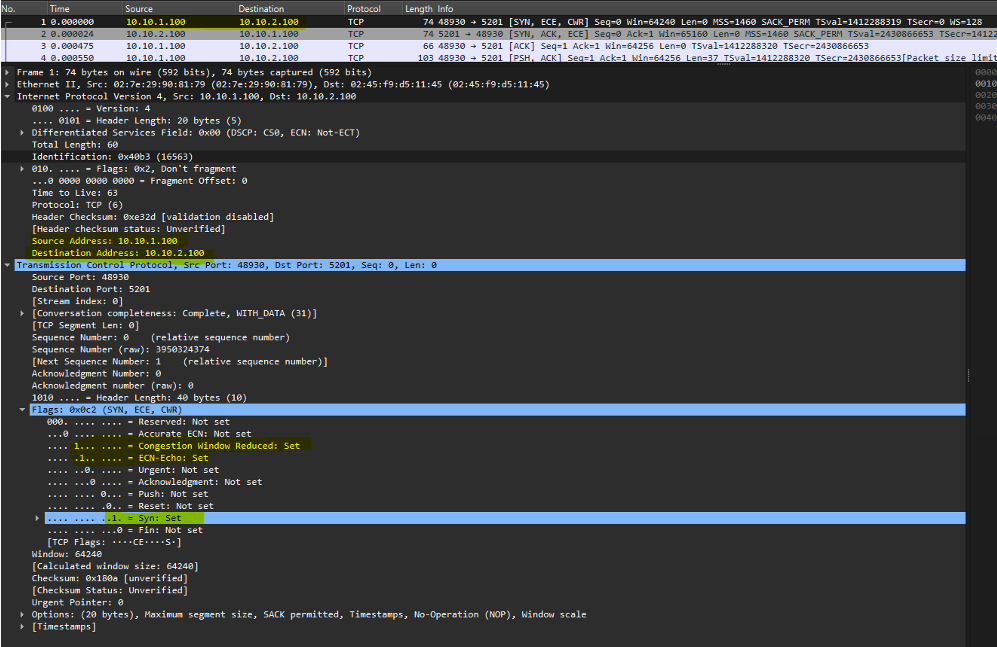 No. Time Source Destination Protocol Length Info
1 0.000000 10.10.1.100 10.10.2.100 TCP 74 48930 → 5201 [SYN, ECE, CWR] Seq=0 Win=64240 Len=0 MSS=1460 SACK_PERM TSval=1412288319 TSecr=0 WS=128
2 0.000024 10.10.2.100 10.10.1.100 TCP 74 5201 → 48930 [SYN, ACK, ECE] Seq=0 Ack=1 Win=65160 Len=0 MSS=1460 SACK_PERM TSval=2430866653 TSecr=1412
3 0.000475 10.10.1.100 10.10.2.100 TCP 66 48930 → 5201 [ACK] Seq=1 Ack=1 Win=64256 Len=0 TSval=1412288320 TSecr=2430866653
4 0.000550 10.10.1.100 10.10.2.100 TCP 103 48930 → 5201 [PSH, ACK] Seq=1 Ack=1 Win=64256 Len=37 TSval=1412288320 TSecr=2430866653[Packet size limit
Frame 1: 74 bytes on wire (592 bits), 74 bytes captured (592 bits)
Ethernet II, Src: 02:7e:29:90:81:79 (02:7e:29:90:81:79), Dst: 02:45:f9:d5:11:45 (02:45:f9:d5:11:45)
Internet Protocol Version 4, Src: 10.10.1.100, Dst: 10.10.2.100
0100 .... = Version: 4
.... 0101 = Header Length: 20 bytes (5)
Differentiated Services Field: 0x00 (DSCP: CS0, ECN: Not-ECT)
Total Length: 60
Identification: 0x40b3 (16563)
010. .... = Flags: 0x2, Don't fragment
...0 0000 0000 0000 = Fragment Offset: 0
Time to Live: 63
Protocol: TCP (6)
Header Checksum: 0xe32d [validation disabled]
[Header checksum status: Unverified]
Source Address: 10.10.1.100
Destination Address: 10.10.2.100
Transmission Control Protocol, Src Port: 48930, Dst Port: 5201, Seq: 0, Len: 0
Source Port: 48930
Destination Port: 5201
[Stream index: 0]
[Conversation completeness: Complete, WITH_DATA (31)]
[TCP Segment Len: 0]
Sequence Number: 0 (relative sequence number)
Sequence Number (raw): 3950324374
[Next Sequence Number: 1 (relative sequence number)]
Acknowledgment Number: 0
Acknowledgment number (raw): 0
1010 .... = Header Length: 40 bytes (10)
Flags: 0x0c2 (SYN, ECE, CWR)
000. .... .... = Reserved: Not set
...0 .... .... = Accurate ECN: Not set
.... 1... .... = Congestion Window Reduced: Set
.... .1.. .... = ECN-Echo: Set
.... ..0. .... = Urgent: Not set
.... ...0 .... = Acknowledgment: Not set
.... .... 0... = Push: Not set
.... .... .0.. = Reset: Not set
.... .... ..1. = Syn: Set
.... .... ...0 = Fin: Not set
[TCP Flags: ····CE····S·]
Window: 64240
[Calculated window size: 64240]
Checksum: 0x180a [unverified]
[Checksum Status: Unverified]
Urgent Pointer: 0
Options: (20 bytes), Maximum segment size, SACK permitted, Timestamps, No-Operation (NOP), Window scale
[Timestamps]
0000
0010
0020
0030
0040